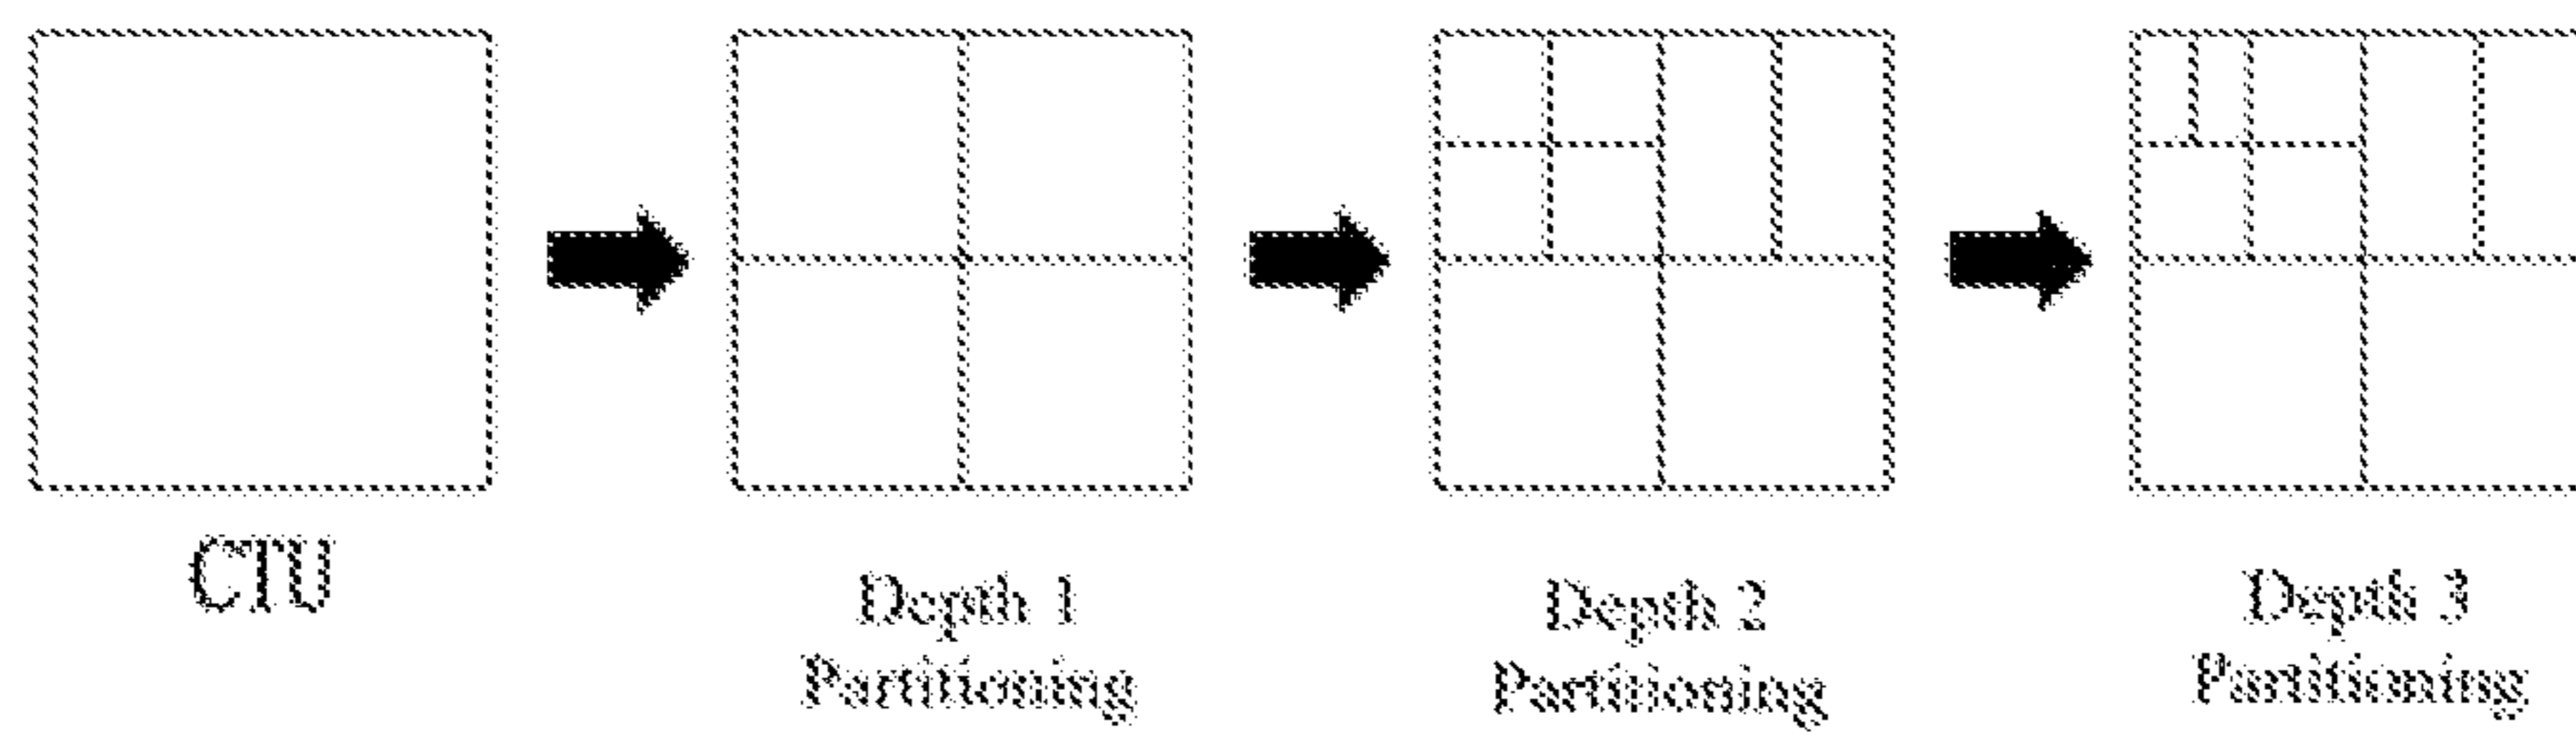 CTU
Depth 1
Partitioning
Depth 2
Partitioning
Depth 3
Partitioning